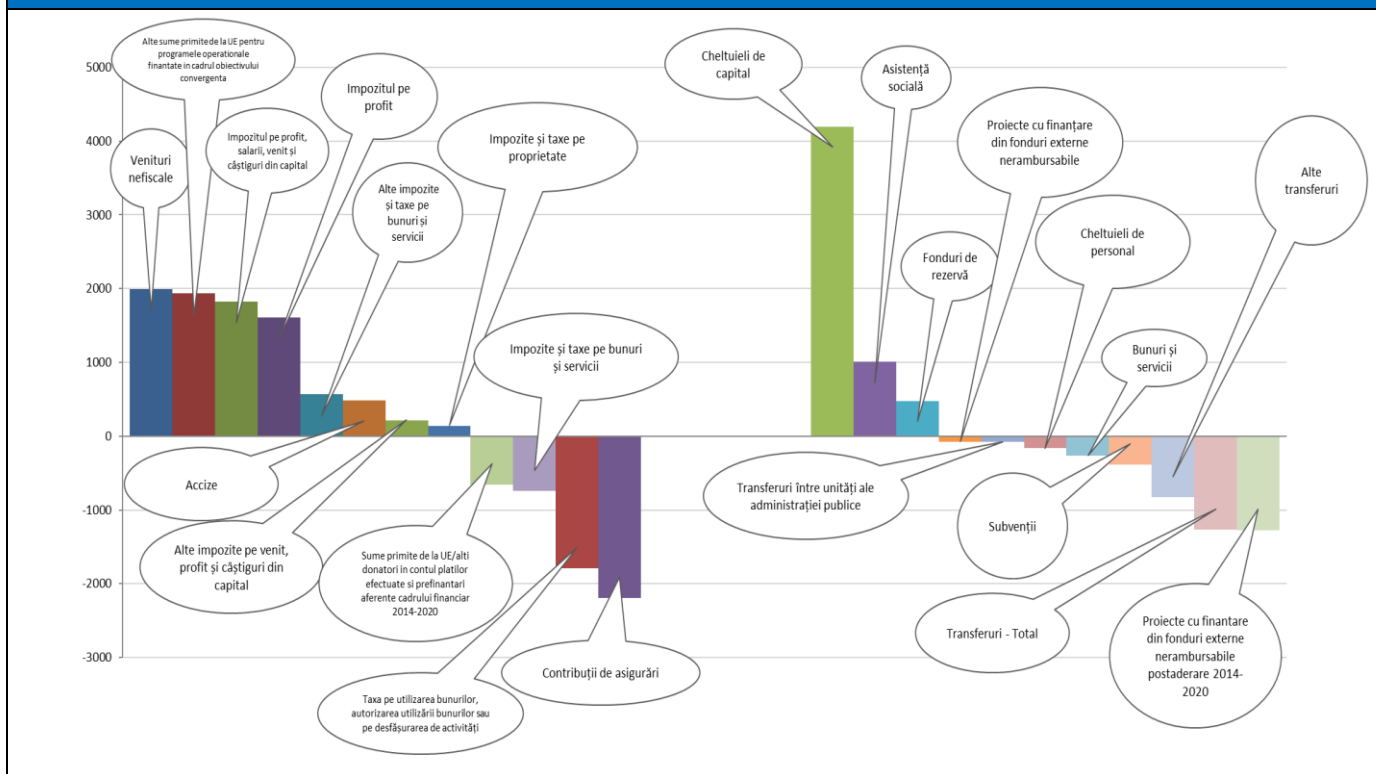 Alte sume primite de la UE pentru
programele operationale
finantate in cadrul obiectivului
convergenta
Venituri
nefiscale
Impozitul pe profit,
salarii, venit și
câștiguri din capital
Impozitul pe
profit
Alte impozite
și taxe pe
bunuri și
servicii
Impozite și taxe pe
proprietate
Impozite și taxe pe bunuri
și servicii
Accize
Alte impozite pe venit,
profit și câștiguri din
capital
Sume primite de la UE/alti
donatori in contul platilor
efectuate si prefinantari
aferente cadrului financiar
2014-2020
Taxa pe utilizarea bunurilor,
autorizarea utilizării bunurilor sau
pe desfășurarea de activități
Contribuții de asigurări
Cheltuieli de
capital
Asistență
socială
Fonduri de
rezervă
Proiecte cu finanțare
din fonduri externe
nerambursabile
Cheltuieli de
personal
Bunuri și
servicii
Alte
transferuri
Transferuri între unități ale
administrației publice
Subvenții
Transferuri - Total
Proiecte cu finantare
din fonduri externe
nerambursabile
postaderare 2014-
2020
5000
4000
3000
2000
1000
0
-1000
-2000
-3000